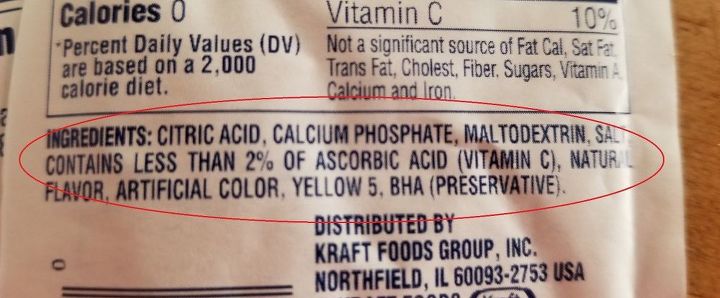 Calories 0
Vitamin C 10%
*Percent Daily Values (DV)
are based on a 2,000
calorie diet.
Not a significant source of Fat Cal, Sat Fat,
Trans Fat, Cholest, Fiber, Sugars, Vitamin A,
Calcium and Iron.
INGREDIENTS: CITRIC ACID, CALCIUM PHOSPHATE, MALTODEXTRIN, SALT,
CONTAINS LESS THAN 2% OF ASCORBIC ACID (VITAMIN C), NATURAL
FLAVOR, ARTIFICIAL COLOR, YELLOW 5, BHA (PRESERVATIVE).
DISTRIBUTED BY
KRAFT FOODS GROUP, INC.
NORTHFIELD, IL 60093-2753 USA